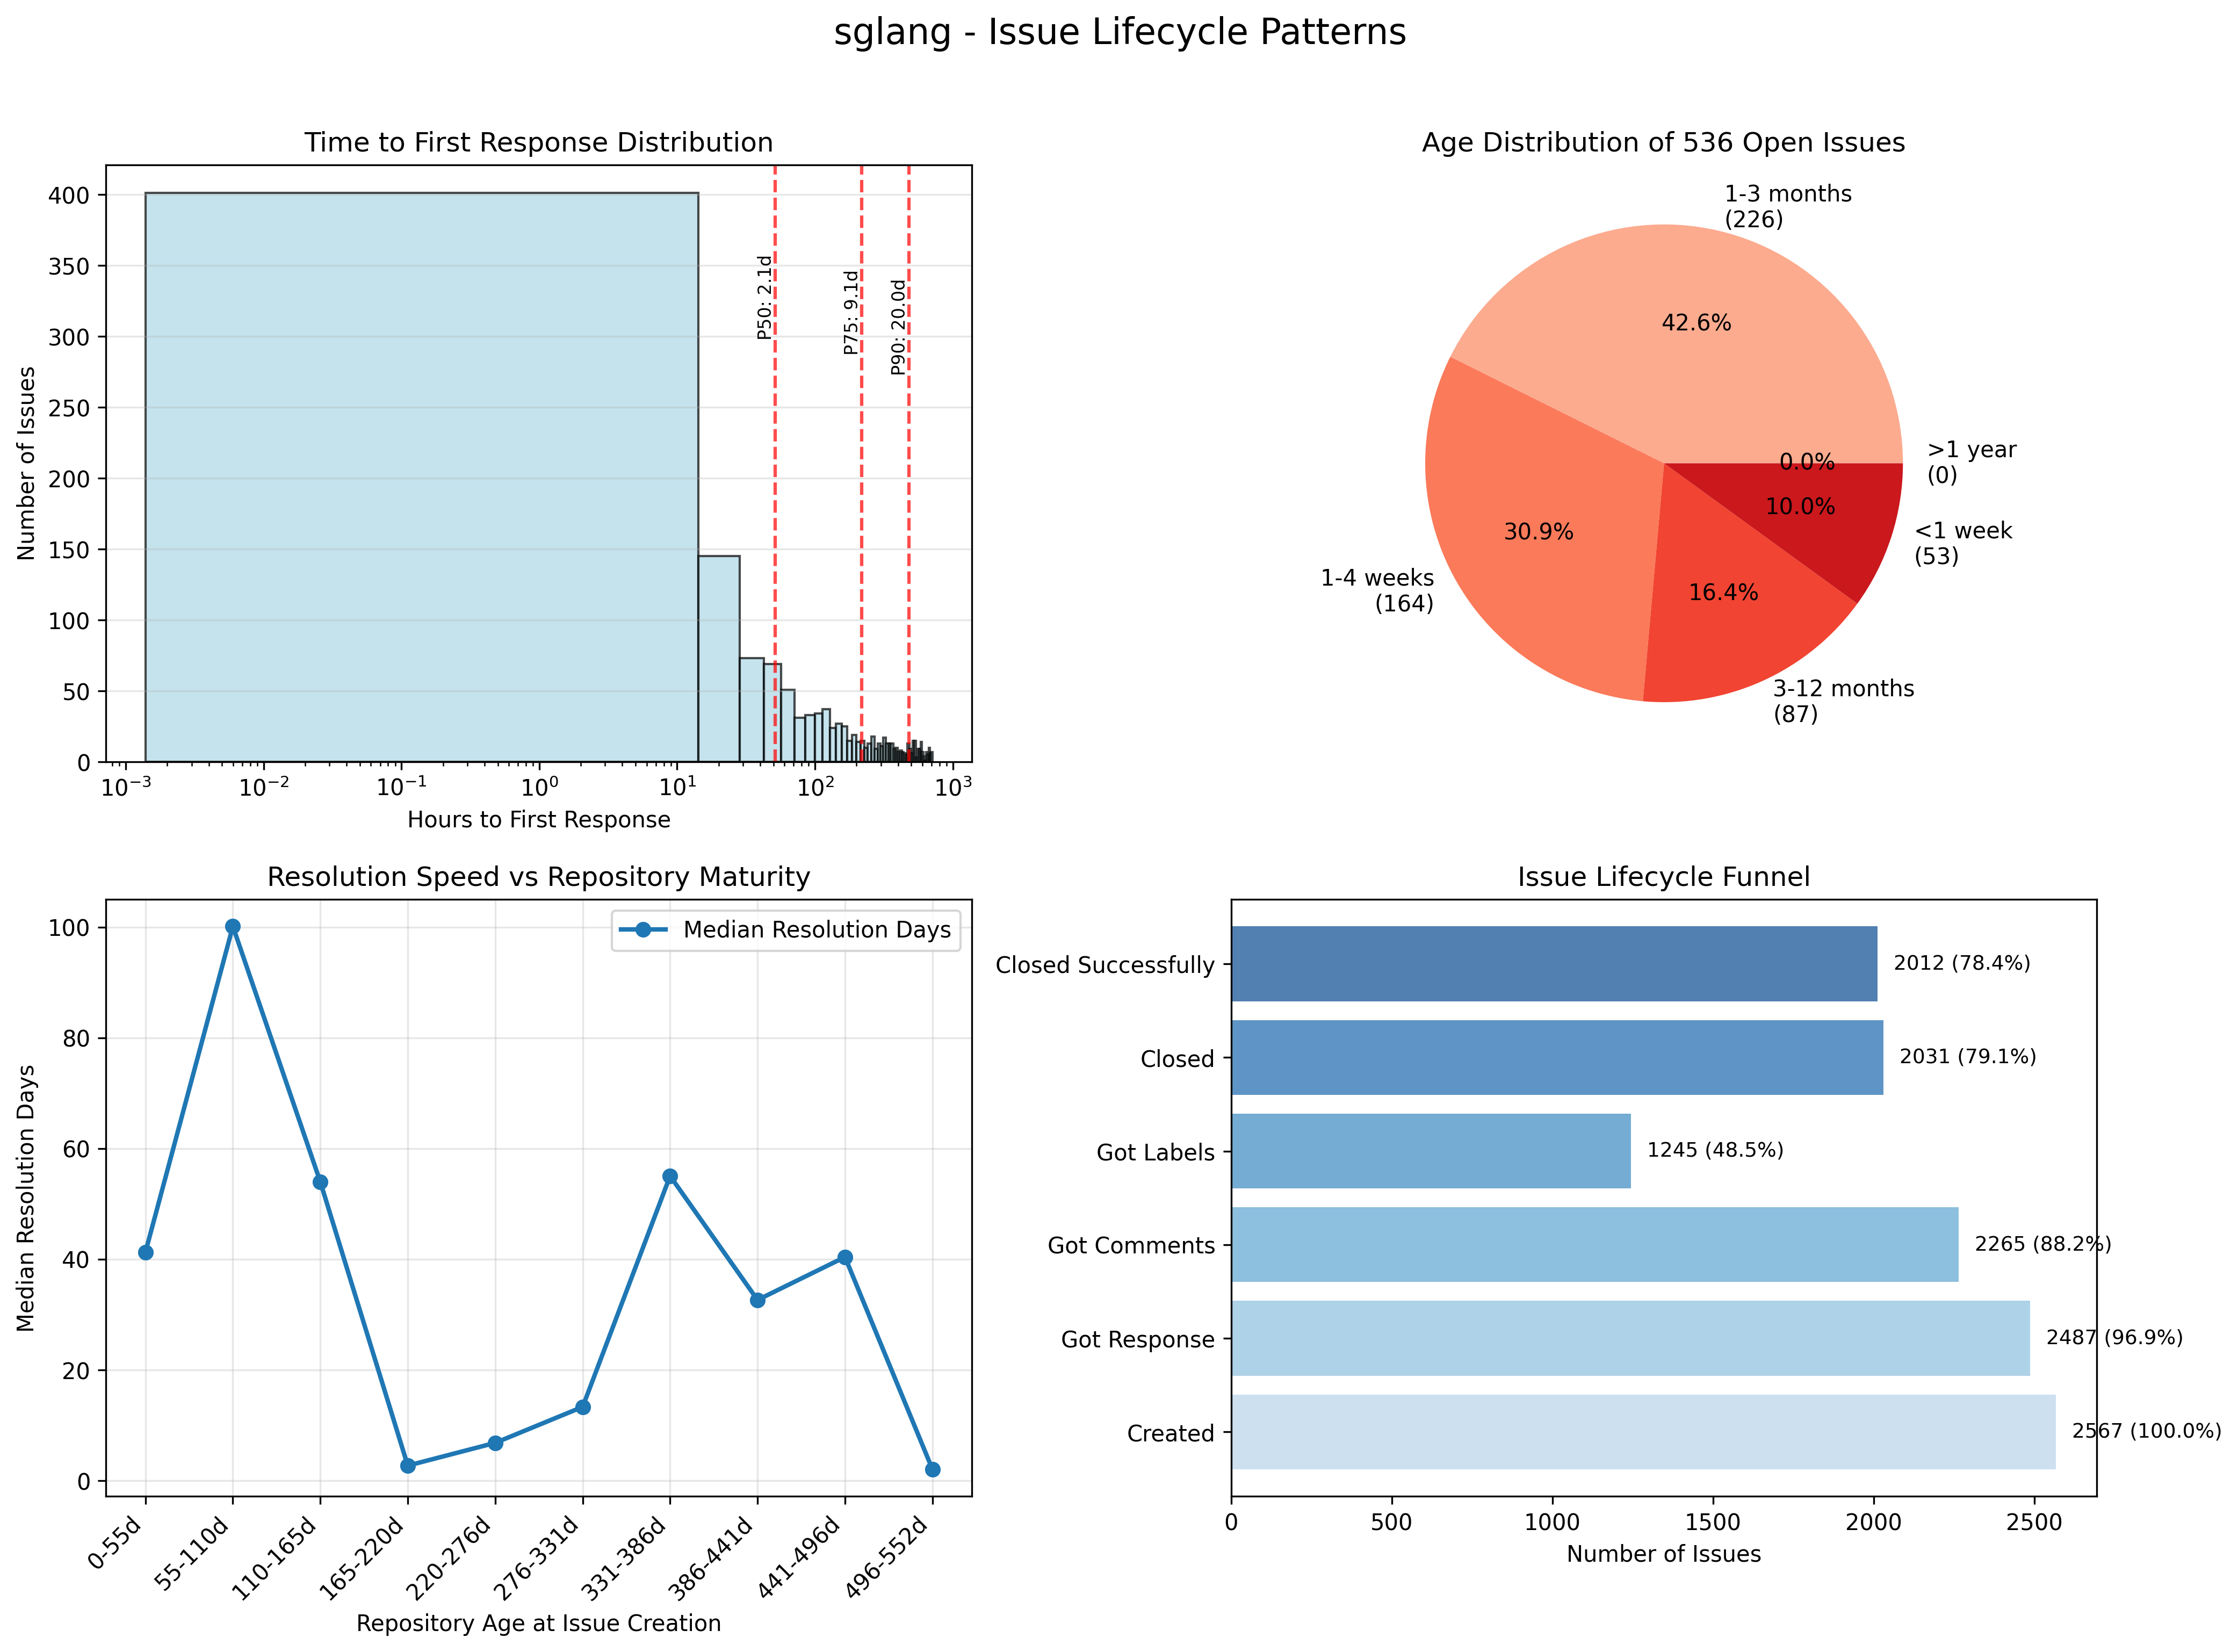 sglang - Issue Lifecycle Patterns
Time to First Response Distribution
Number of Issues
400
350
300
250
200
150
100
50
0
P50: 2.1d
P75: 9.1d
P90: 20.0d
10⁻³
10⁻²
10⁻¹
10⁰
10¹
10²
10³
Hours to First Response
Age Distribution of 536 Open Issues
1-3 months
(226)
42.6%
>1 year
(0)
0.0%
10.0%
<1 week
(53)
30.9%
1-4 weeks
(164)
16.4%
3-12 months
(87)
Resolution Speed vs Repository Maturity
Median Resolution Days
Median Resolution Days
100
80
60
40
20
0
0-55d
55-110d
110-165d
165-220d
220-276d
276-331d
331-386d
386-441d
441-496d
496-552d
Repository Age at Issue Creation
Issue Lifecycle Funnel
Closed Successfully
2012 (78.4%)
Closed
2031 (79.1%)
Got Labels
1245 (48.5%)
Got Comments
2265 (88.2%)
Got Response
2487 (96.9%)
Created
2567 (100.0%)
0
500
1000
1500
2000
2500
Number of Issues